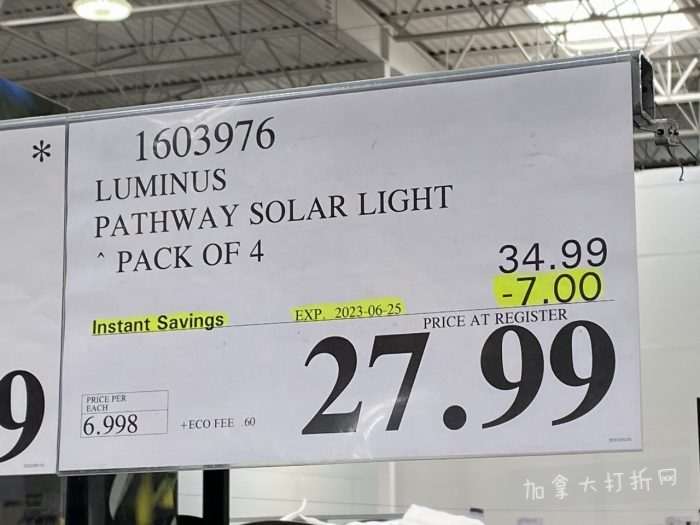 *
1603976
LUMINUS
PATHWAY SOLAR LIGHT
^ PACK OF 4
34.99
-7.00
Instant Savings EXP. 2023-06-25
PRICE AT REGISTER
27.99
PRICE PER
EACH
6.998
+ECO FEE .60
9
加拿大打折网